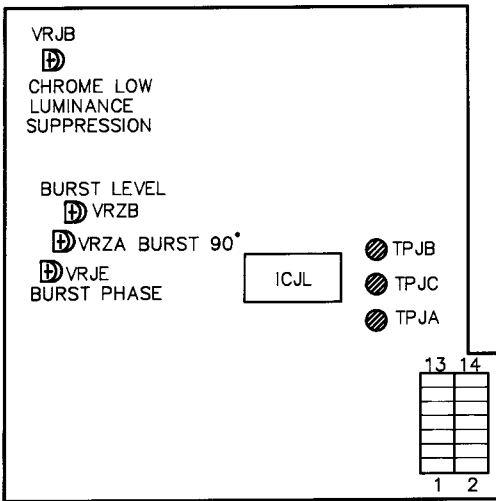 VRJB
CHROME LOW
LUMINANCE
SUPPRESSION
BURST LEVEL
VRZB
VRZA BURST 90°
VRJE
BURST PHASE
ICJL
TPJB
TPJC
TPJA
13 14
1 2